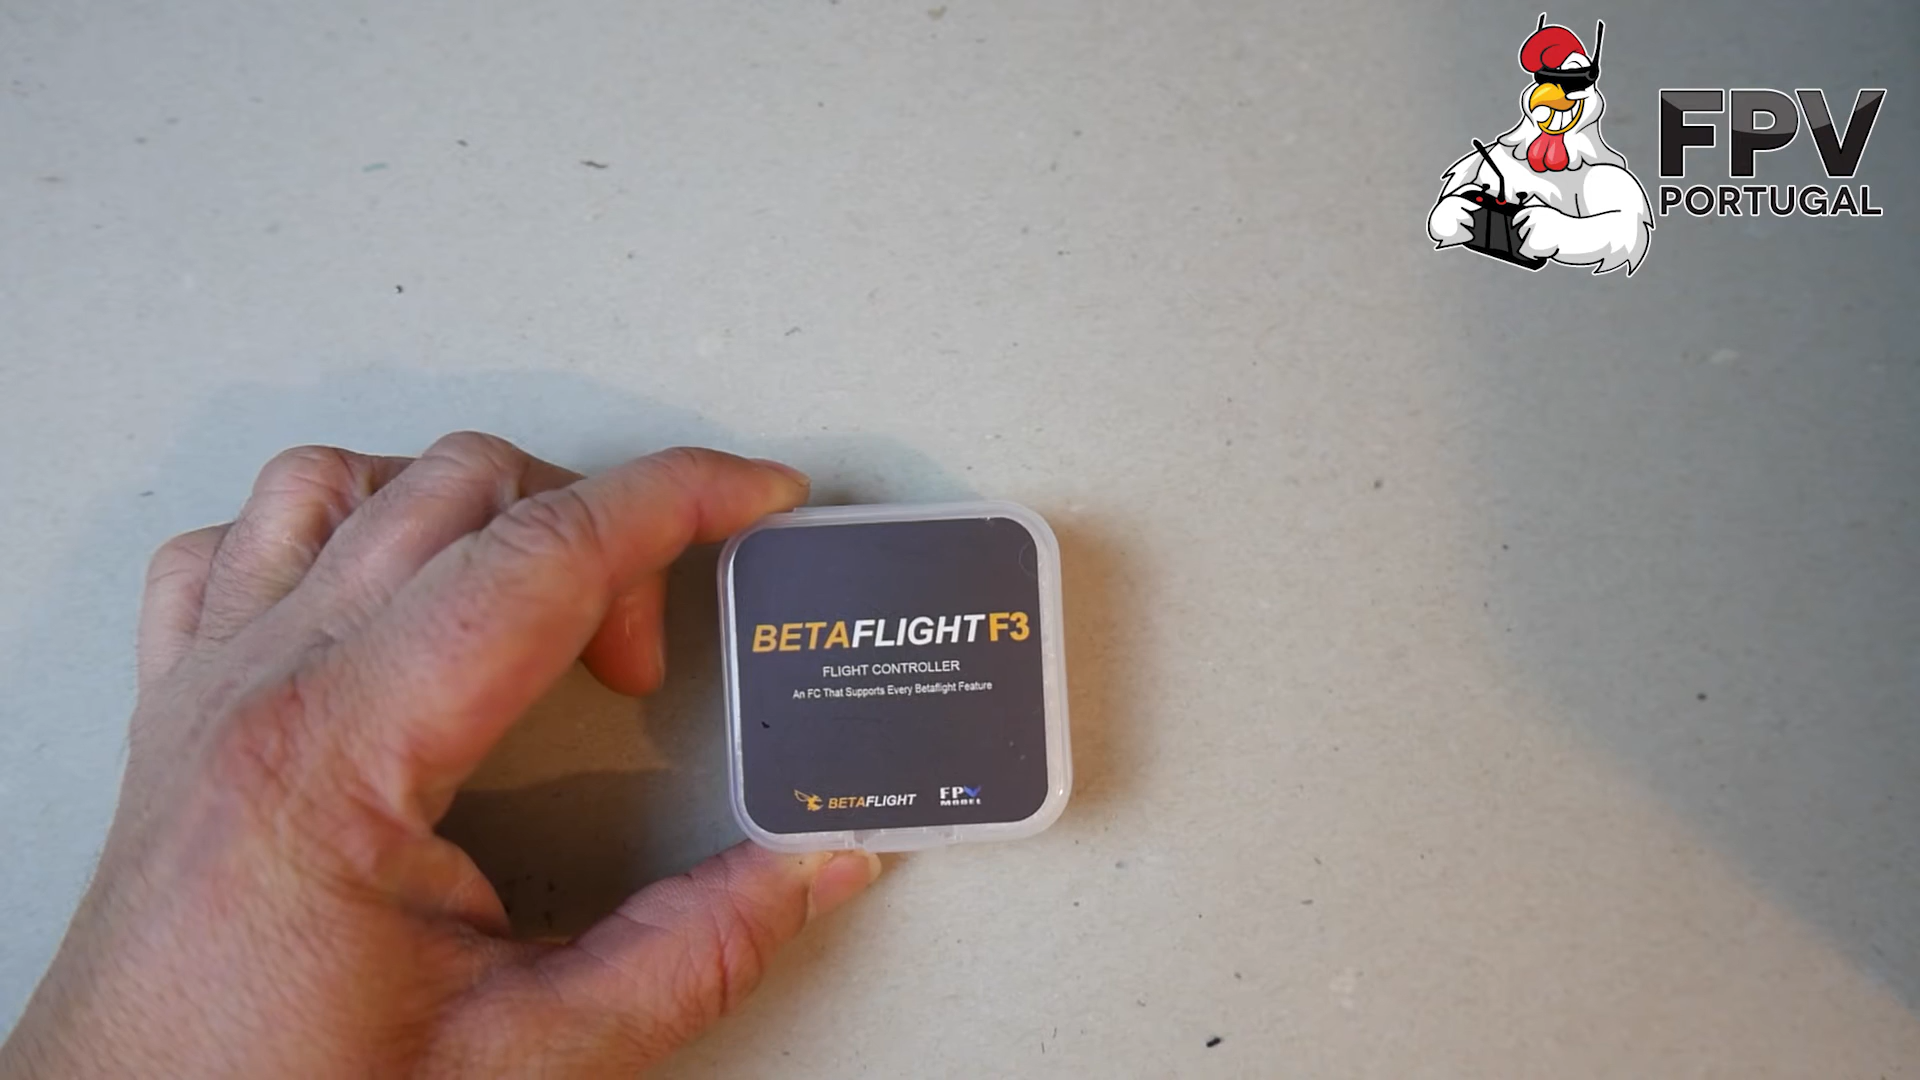 FPV
PORTUGAL
BETAFLIGHT F3
FLIGHT CONTROLLER
An FC That Supports Every Betaflight Feature
BETAFLIGHT
FPV
MODEL